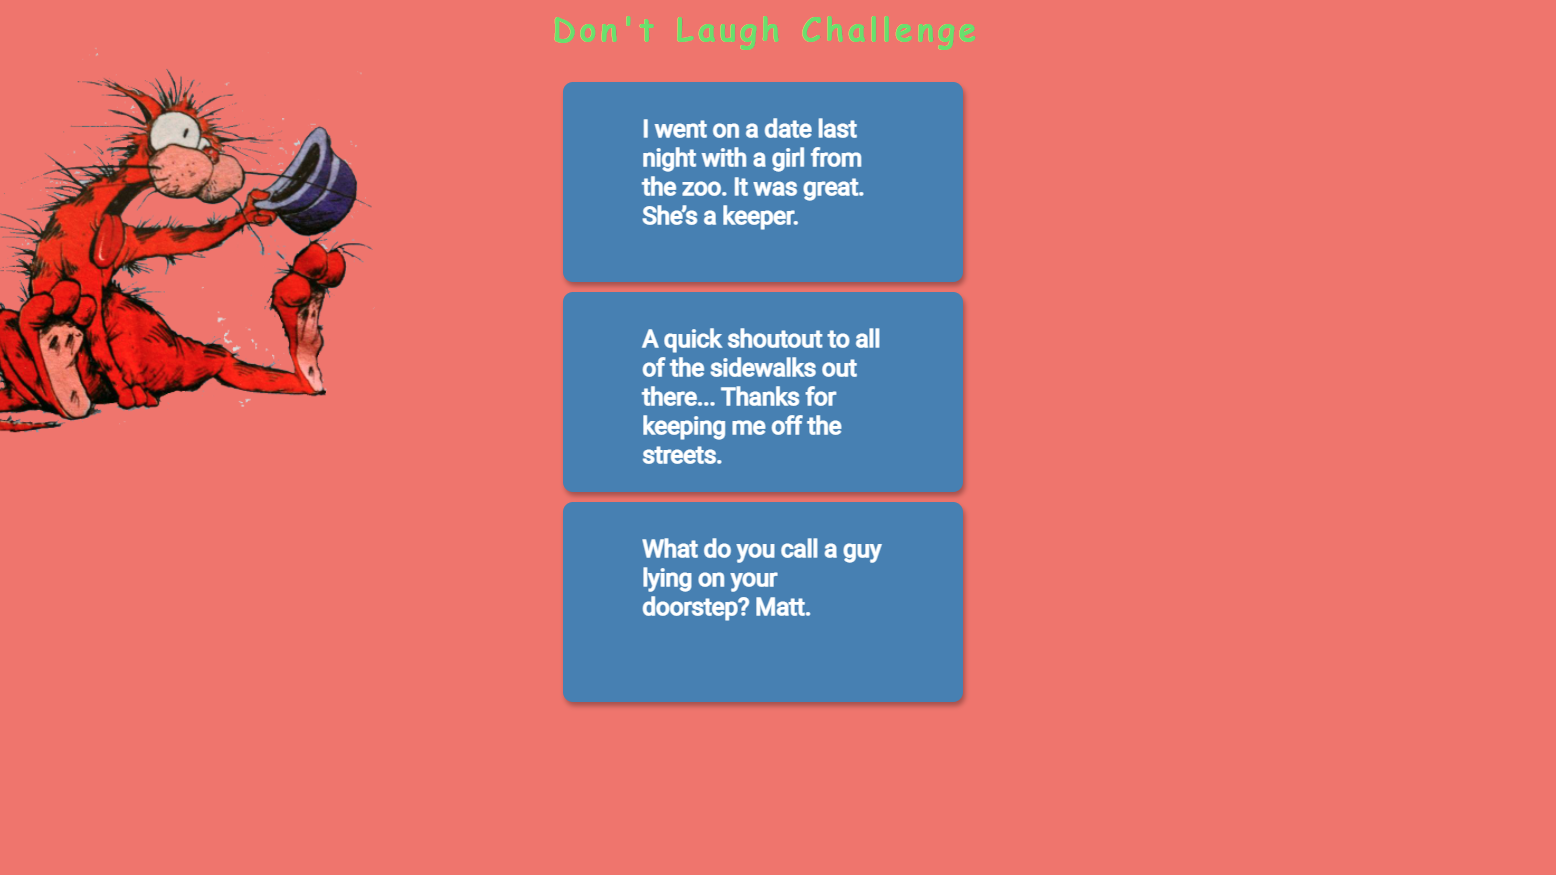 Don't Laugh Challenge
I went on a date last
night with a girl from
the zoo. It was great.
She’s a keeper.
A quick shoutout to all
of the sidewalks out
there... Thanks for
keeping me off the
streets.
What do you call a guy
lying on your
doorstep? Matt.